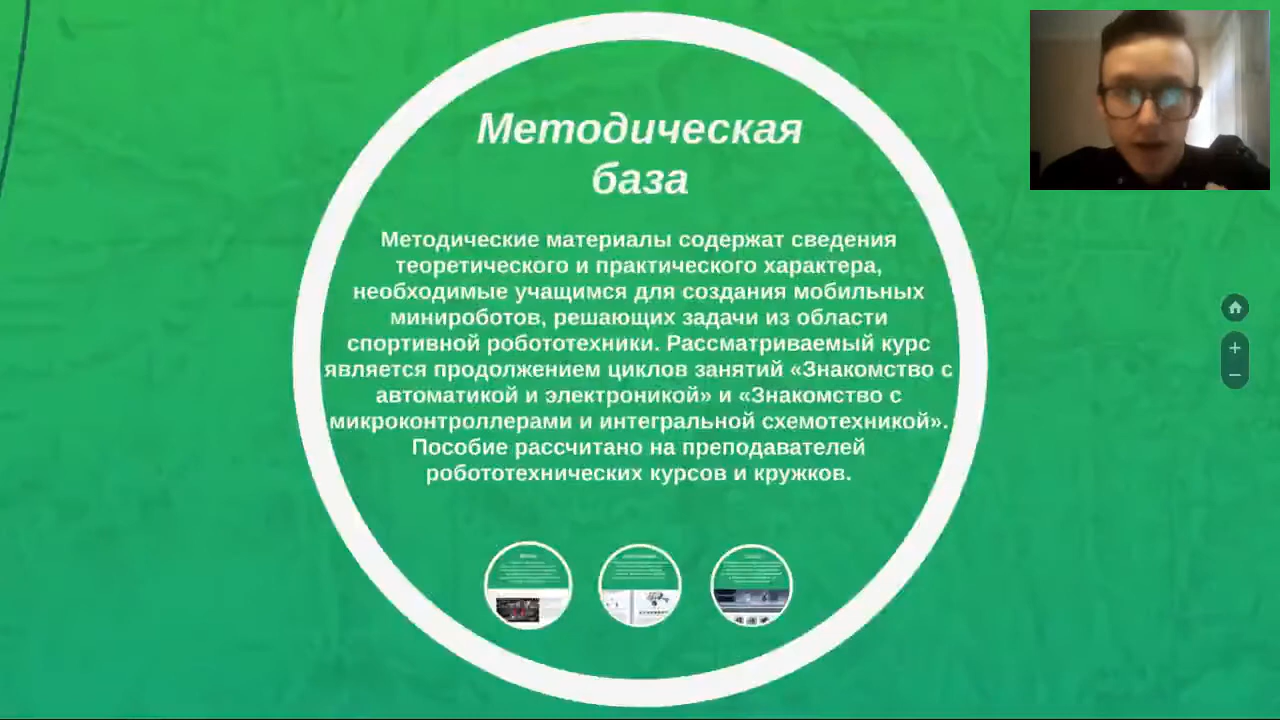 Методическая
база
Методические материалы содержат сведения
теоретического и практического характера,
необходимые учащимся для создания мобильных
минироботов, решающих задачи из области
спортивной робототехники. Рассматриваемый курс
является продолжением циклов занятий «Знакомство с
автоматикой и электроникой» и «Знакомство с
микроконтроллерами и интегральной схемотехникой».
Пособие рассчитано на преподавателей
робототехнических курсов и кружков.